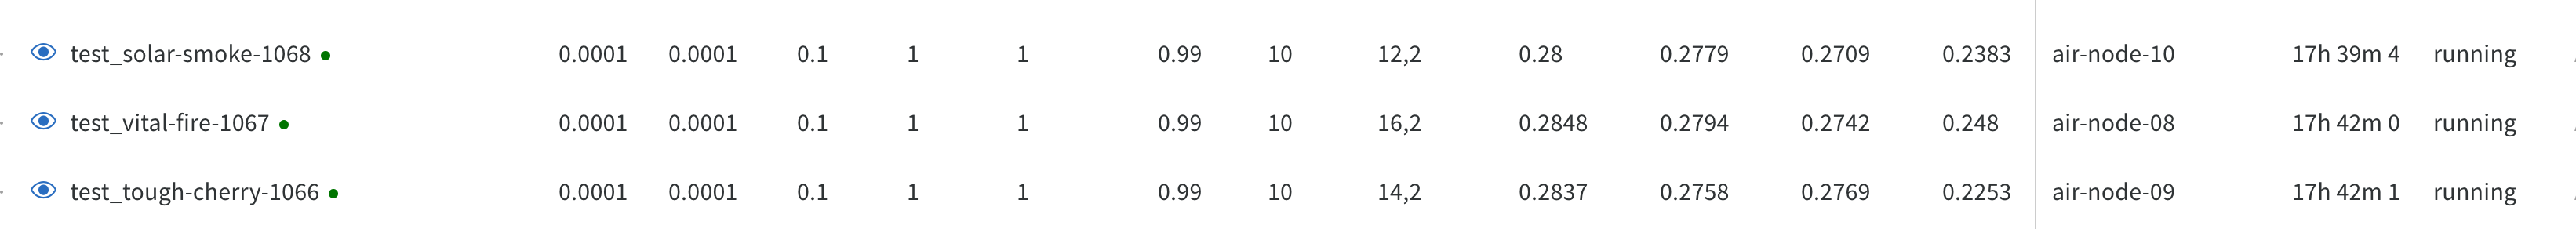 test_solar-smoke-1068 0.0001 0.0001 0.1 1 1 0.99 10 12,2 0.28 0.2779 0.2709 0.2383 air-node-10 17h 39m 4 running
test_vital-fire-1067 0.0001 0.0001 0.1 1 1 0.99 10 16,2 0.2848 0.2794 0.2742 0.248 air-node-08 17h 42m 0 running
test_tough-cherry-1066 0.0001 0.0001 0.1 1 1 0.99 10 14,2 0.2837 0.2758 0.2769 0.2253 air-node-09 17h 42m 1 running